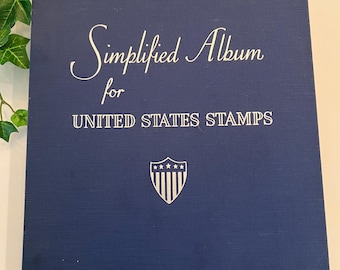 Simplified Album
for
UNITED STATES STAMPS